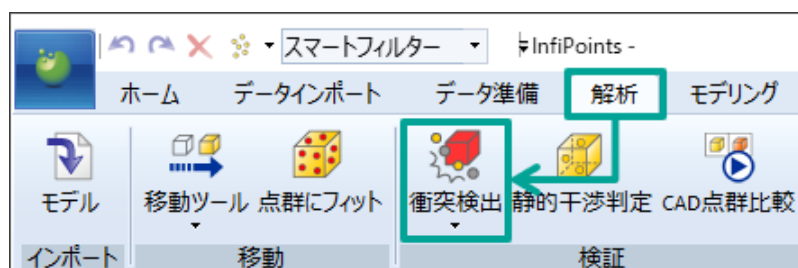 スマートフィルター InfiPoints -
ホーム データインポート データ準備 解析 モデリング
モデル 移動ツール 点群にフィット 衝突検出 静的干渉判定 CAD点群比較
インポート 移動 検証